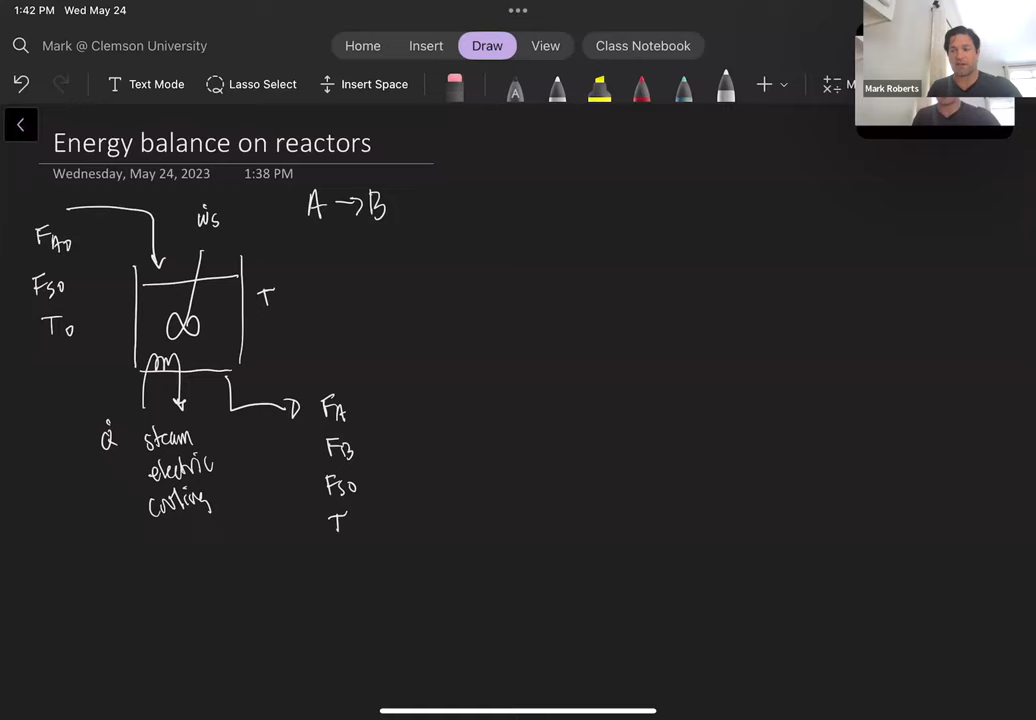 1:42 PM Wed May 24
Mark @ Clemson University
Home Insert Draw View Class Notebook
Text Mode Lasso Select Insert Space A M
Mark Roberts
Energy balance on reactors
Wednesday, May 24, 2023 1:38 PM
A → B
Ẇs
FA0
FS0
T0
T
Q̇ steam
electric
cooling
FA
FB
FS0
T